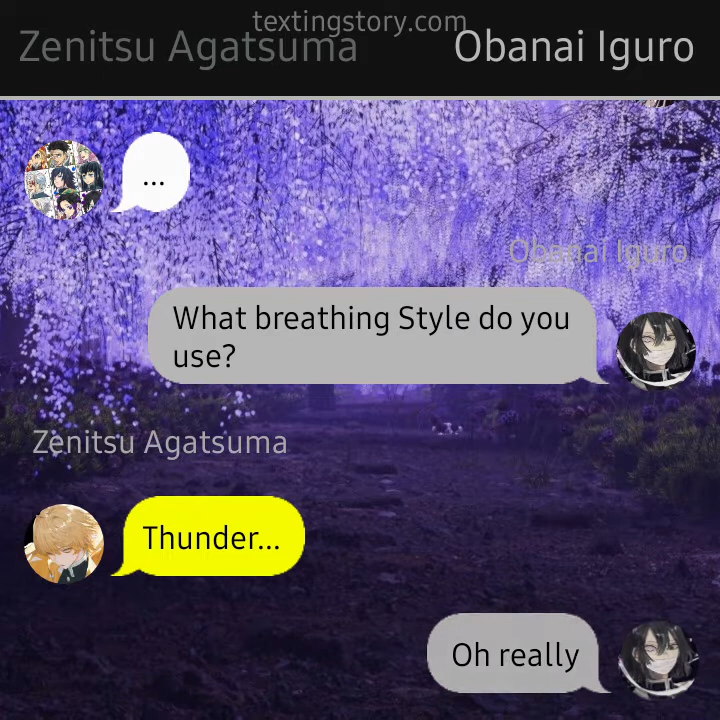 textingstory.com
Zenitsu Agatsuma
Obanai Iguro
...
Obanai Iguro
What breathing Style do you
use?
Zenitsu Agatsuma
Thunder...
Oh really